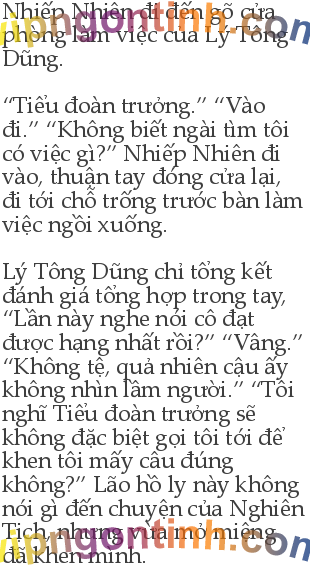 Nhiếp Nhiên đi đến gõ cửa
phòng làm việc của Lý Tông
Dũng.
“Tiểu đoàn trưởng.” “Vào
đi.” “Không biết ngài tìm tôi
có việc gì?” Nhiếp Nhiên đi
vào, thuận tay đóng cửa lại,
đi tới chỗ trống trước bàn làm
việc ngồi xuống.
Lý Tông Dũng chỉ tổng kết
đánh giá tổng hợp trong tay,
“Lần này nghe nói cô đạt
được hạng nhất rồi?” “Vâng.”
“Không tệ, quả nhiên cậu ấy
không nhìn lầm người.” “Tôi
nghĩ Tiểu đoàn trưởng sẽ
không đặc biệt gọi tôi tới để
khen tôi mấy câu đúng
không?” Lão hồ ly này không
nói gì đến chuyện của Nghiên
Tịch, nhưng vừa mở miệng
đã khen mình.